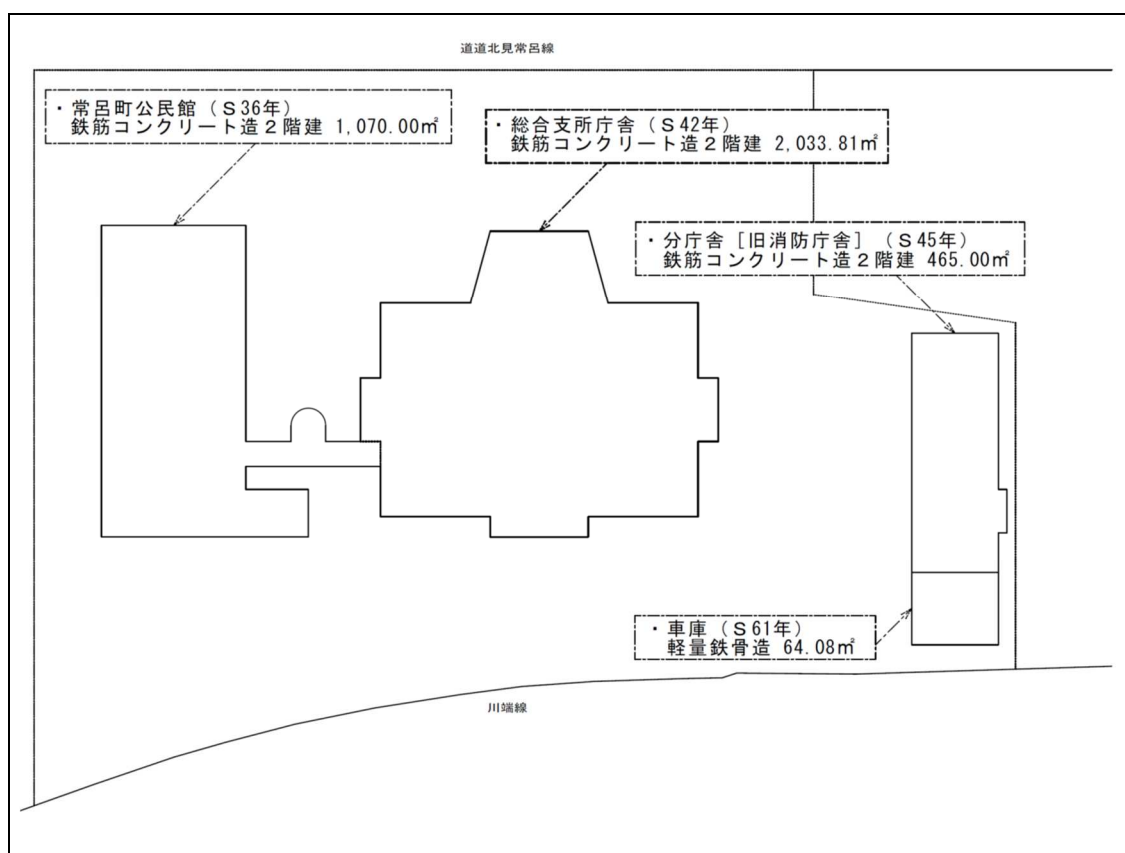 道道北見常呂線
・常呂町公民館（Ｓ36年）
鉄筋コンクリート造２階建 1,070.00㎡
・総合支所庁舎（Ｓ42年）
鉄筋コンクリート造２階建 2,033.81㎡
・分庁舎［旧消防庁舎］（Ｓ45年）
鉄筋コンクリート造２階建 465.00㎡
・車庫（Ｓ61年）
軽量鉄骨造 64.08㎡
川端線